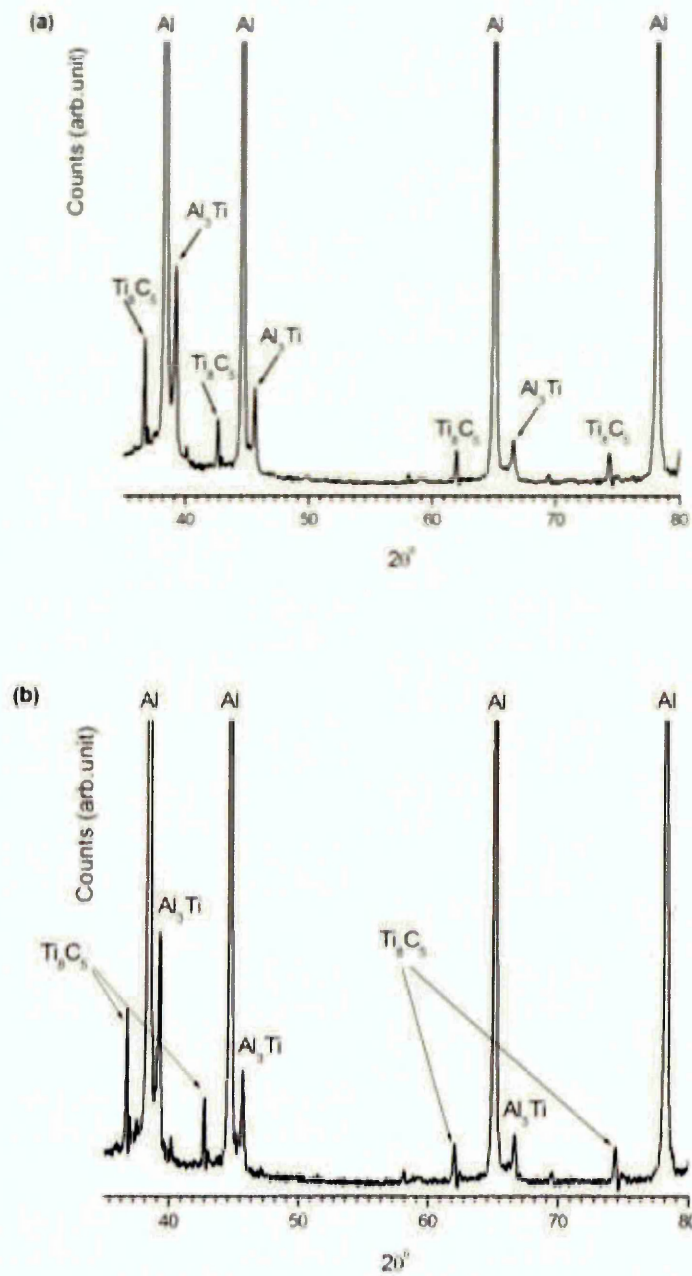 (a)
Al Al Al Al
Counts (arb.unit)
Al₃Ti
Ti₈C₅
Al₃Ti
Ti₈C₅
Al₃Ti
Ti₈C₅
Ti₈C₅
40 50 60 70 80
2θ°
(b)
Al Al Al Al
Counts (arb.unit)
Al₃Ti
Ti₈C₅
Ti₈C₅
Al₃Ti
Al₃Ti
40 50 60 70 80
2θ°